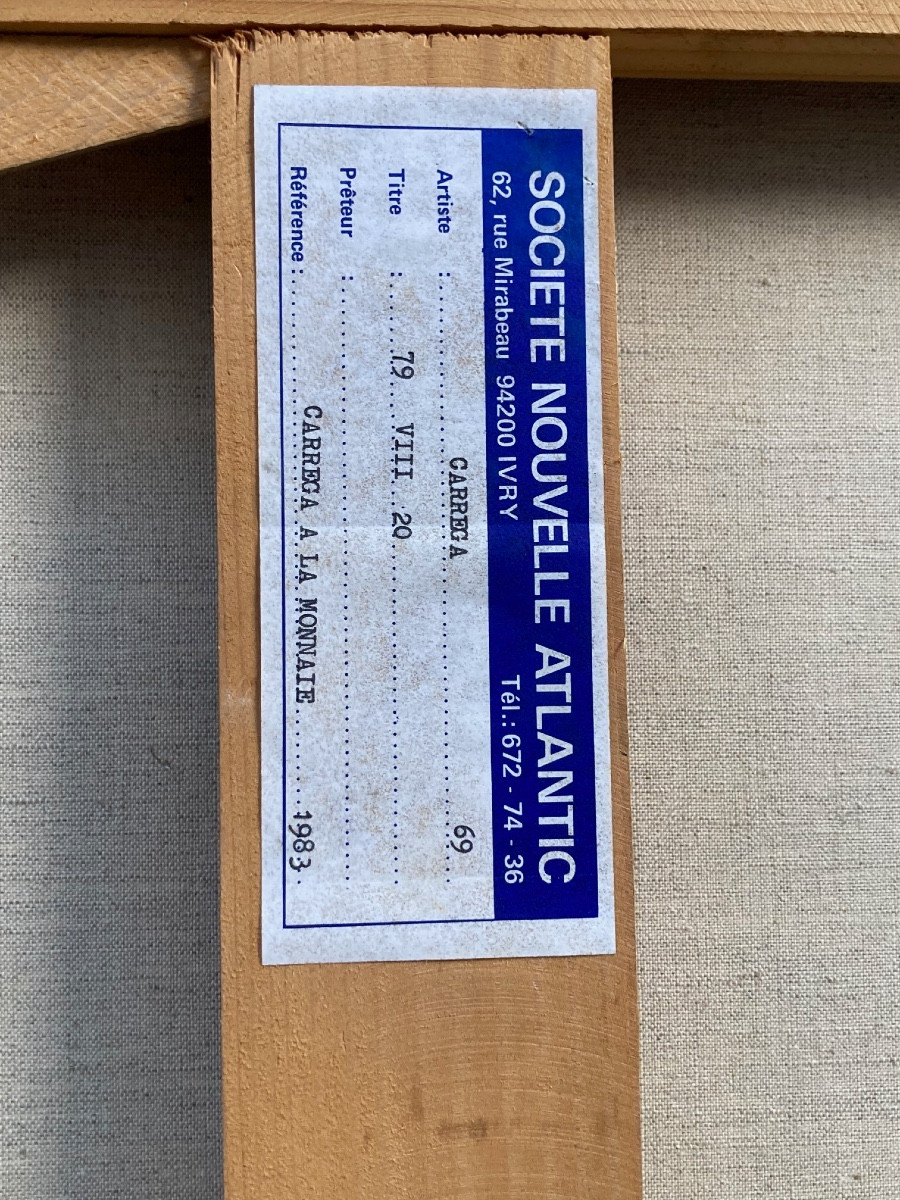 SOCIETE NOUVELLE ATLANTIC
62, rue Mirabeau 94200 IVRY Tél.: 672 - 74 - 36
Artiste : CARREGA 69
Titre : 79 VIII 20
Prêteur :
Référence : CARREGA A LA MONNAIE 1983